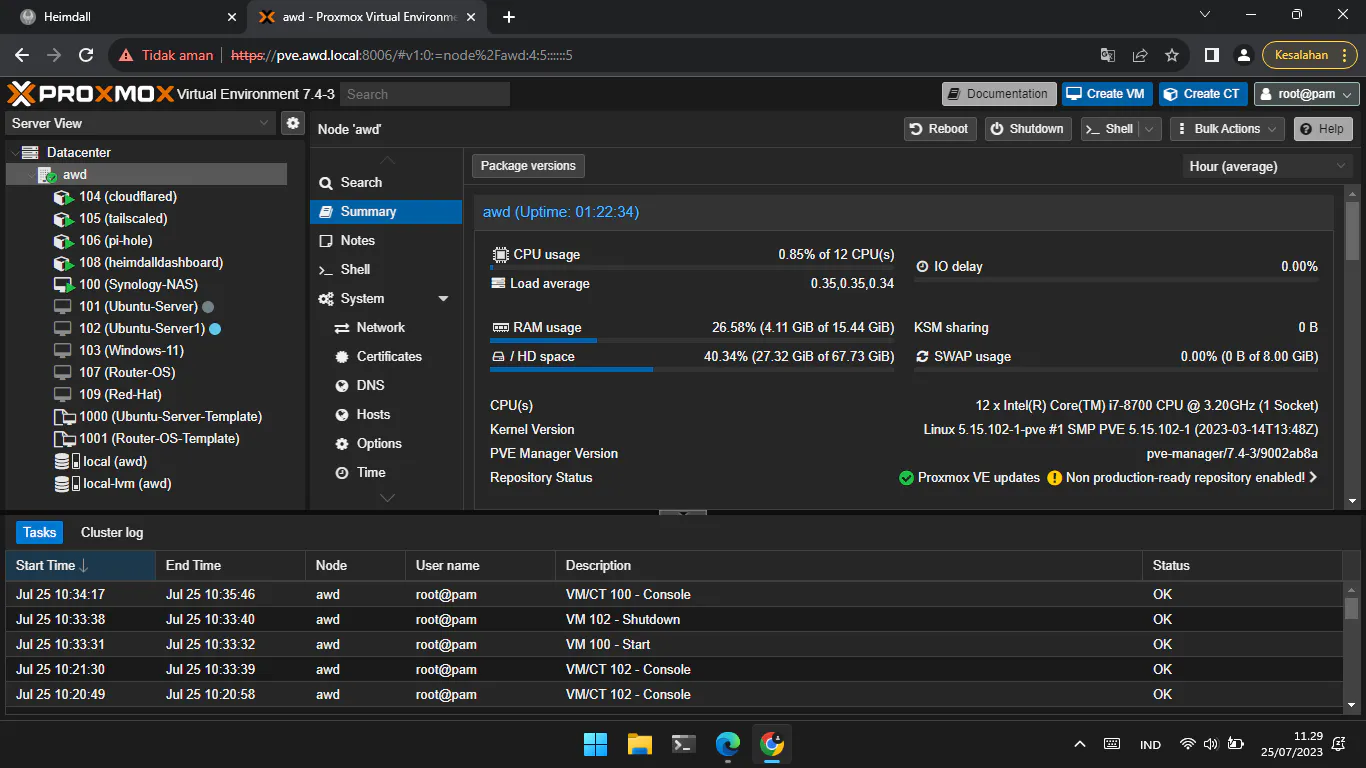 Heimdall
awd - Proxmox Virtual Environme
Tidak aman
https://pve.awd.local:8006/#v1:0:=node%2Fawd:4:5::::::5
Kesalahan
PROXMOX Virtual Environment 7.4-3
Search
Documentation
Create VM
Create CT
root@pam
Server View
Node 'awd'
Reboot
Shutdown
Shell
Bulk Actions
Help
Datacenter
awd
104 (cloudflared)
105 (tailscaled)
106 (pi-hole)
108 (heimdalldashboard)
100 (Synology-NAS)
101 (Ubuntu-Server)
102 (Ubuntu-Server1)
103 (Windows-11)
107 (Router-OS)
109 (Red-Hat)
1000 (Ubuntu-Server-Template)
1001 (Router-OS-Template)
local (awd)
local-lvm (awd)
Search
Summary
Notes
Shell
System
Network
Certificates
DNS
Hosts
Options
Time
Package versions
Hour (average)
awd (Uptime: 01:22:34)
CPU usage 0.85% of 12 CPU(s)
IO delay 0.00%
Load average 0.35,0.35,0.34
RAM usage 26.58% (4.11 GiB of 15.44 GiB)
KSM sharing 0 B
/ HD space 40.34% (27.32 GiB of 67.73 GiB)
SWAP usage 0.00% (0 B of 8.00 GiB)
CPU(s) 12 x Intel(R) Core(TM) i7-8700 CPU @ 3.20GHz (1 Socket)
Kernel Version Linux 5.15.102-1-pve #1 SMP PVE 5.15.102-1 (2023-03-14T13:48Z)
PVE Manager Version pve-manager/7.4-3/9002ab8a
Repository Status Proxmox VE updates Non production-ready repository enabled!
Tasks
Cluster log
Start Time End Time Node User name Description Status
Jul 25 10:34:17 Jul 25 10:35:46 awd root@pam VM/CT 100 - Console OK
Jul 25 10:33:38 Jul 25 10:33:40 awd root@pam VM 102 - Shutdown OK
Jul 25 10:33:31 Jul 25 10:33:32 awd root@pam VM 100 - Start OK
Jul 25 10:21:30 Jul 25 10:33:39 awd root@pam VM/CT 102 - Console OK
Jul 25 10:20:49 Jul 25 10:20:58 awd root@pam VM/CT 102 - Console OK
IND
11.29
25/07/2023